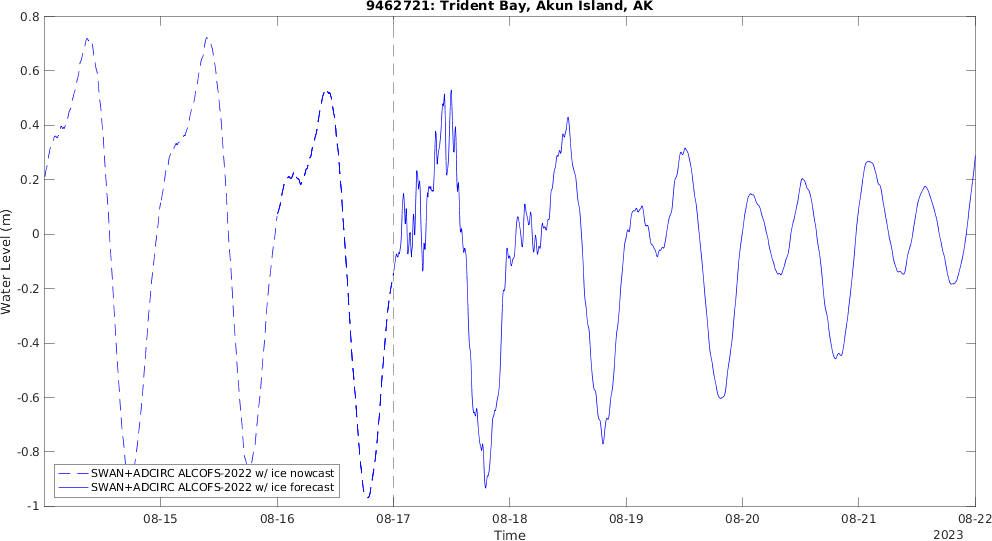 9462721: Trident Bay, Akun Island, AK
0.8
0.6
0.4
0.2
0
-0.2
-0.4
-0.6
-0.8
-1
Water Level (m)
SWAN+ADCIRC ALCOFS-2022 w/ ice nowcast
SWAN+ADCIRC ALCOFS-2022 w/ ice forecast
08-15 08-16 08-17 08-18 08-19 08-20 08-21 08-22
Time
2023